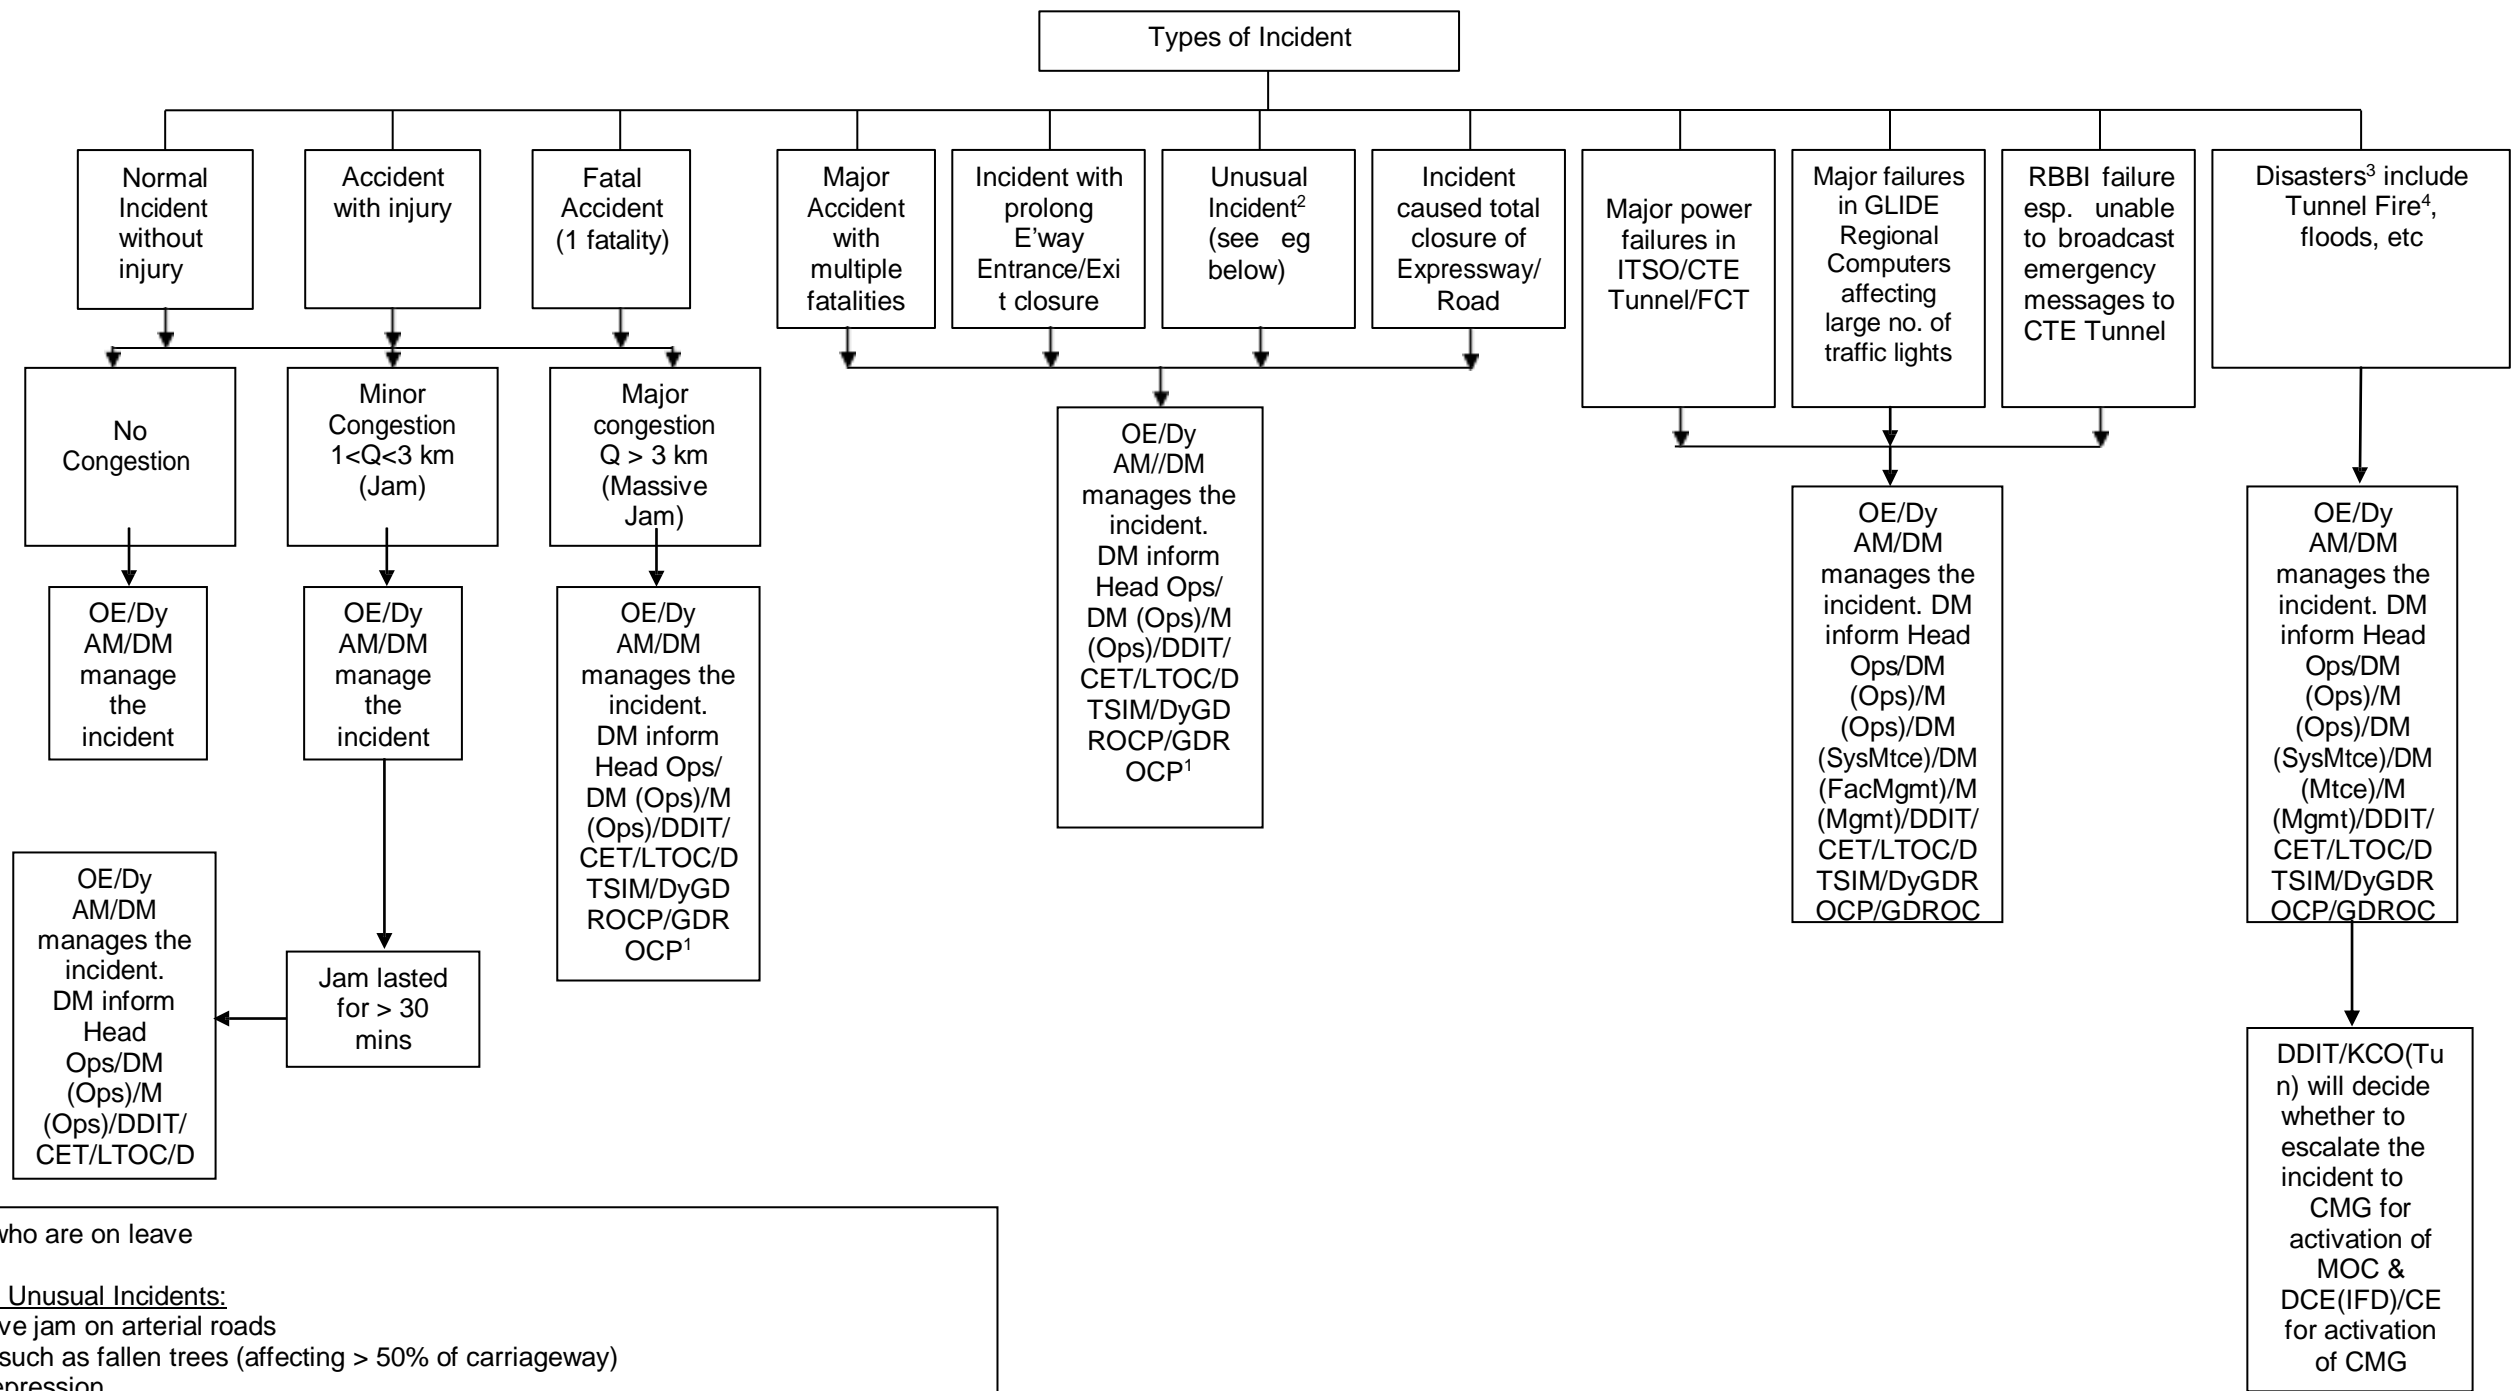 Types of Incident
Normal
Incident
without
injury
Accident
with injury
Fatal
Accident
(1 fatality)
Major
Accident
with
multiple
fatalities
Incident with
prolong
E'way
Entrance/Exi
t closure
Unusual
Incident²
(see eg
below)
Incident
caused total
closure of
Expressway/
Road
Major power
failures in
ITSO/CTE
Tunnel/FCT
Major failures
in GLIDE
Regional
Computers
affecting
large no. of
traffic lights
RBBI failure
esp. unable
to broadcast
emergency
messages to
CTE Tunnel
Disasters³ include
Tunnel Fire⁴,
floods, etc
No
Congestion
Minor
Congestion
1<Q<3 km
(Jam)
Major
congestion
Q > 3 km
(Massive
Jam)
OE/Dy
AM/DM
manage
the
incident
OE/Dy
AM/DM
manage
the
incident
OE/Dy
AM/DM
manages the
incident.
DM inform
Head Ops/
DM (Ops)/M
(Ops)/DDIT/
CET/LTOC/D
TSIM/DyGD
ROCP/GDR
OCP¹
OE/Dy
AM//DM
manages the
incident.
DM inform
Head Ops/
DM (Ops)/M
(Ops)/DDIT/
CET/LTOC/D
TSIM/DyGD
ROCP/GDR
OCP¹
OE/Dy
AM/DM
manages the
incident. DM
inform Head
Ops/DM
(Ops)/M
(Ops)/DM
(SysMtce)/DM
(FacMgmt)/M
(Mgmt)/DDIT/
CET/LTOC/D
TSIM/DyGDR
OCP/GDROC
OE/Dy
AM/DM
manages the
incident. DM
inform Head
Ops/DM
(Ops)/M
(Ops)/DM
(SysMtce)/DM
(Mtce)/M
(Mgmt)/DDIT/
CET/LTOC/D
TSIM/DyGDR
OCP/GDROC
OE/Dy
AM/DM
manages the
incident.
DM inform
Head
Ops/DM
(Ops)/M
(Ops)/DDIT/
CET/LTOC/D
Jam lasted
for > 30
mins
DDIT/KCO(Tu
n) will decide
whether to
escalate the
incident to
CMG for
activation of
MOC &
DCE(IFD)/CE
for activation
of CMG
who are on leave
Unusual Incidents:
ve jam on arterial roads
such as fallen trees (affecting > 50% of carriageway)
epression